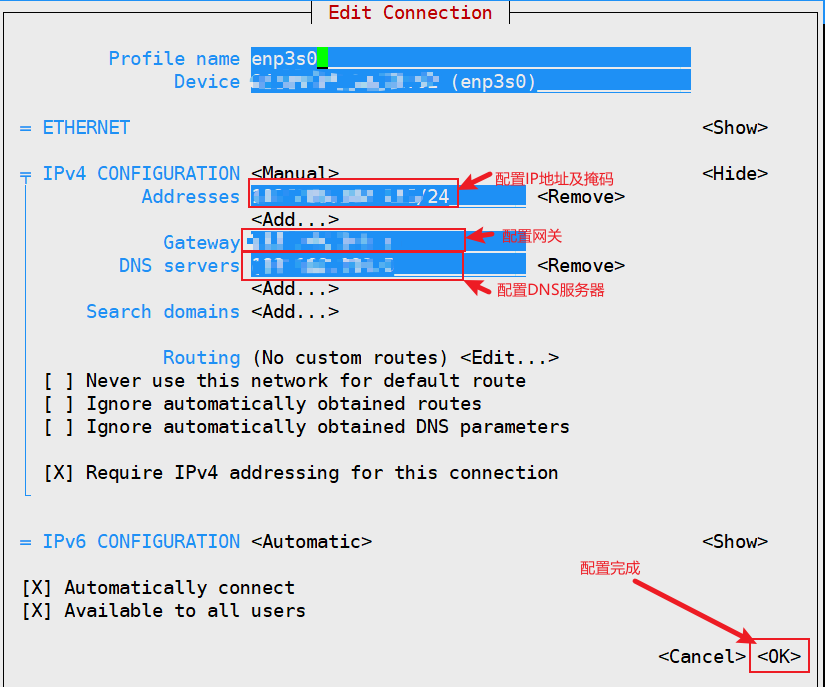 Edit Connection
Profile name enp3s0
Device (enp3s0)
= ETHERNET <Show>
IPv4 CONFIGURATION <Manual> <Hide>
Addresses /24 <Remove> 配置IP地址及掩码
<Add...>
Gateway 配置网关
DNS servers <Remove>
<Add...> 配置DNS服务器
Search domains <Add...>
Routing (No custom routes) <Edit...>
[ ] Never use this network for default route
[ ] Ignore automatically obtained routes
[ ] Ignore automatically obtained DNS parameters
[X] Require IPv4 addressing for this connection
= IPv6 CONFIGURATION <Automatic> <Show>
配置完成
[X] Automatically connect
[X] Available to all users
<Cancel> <OK>